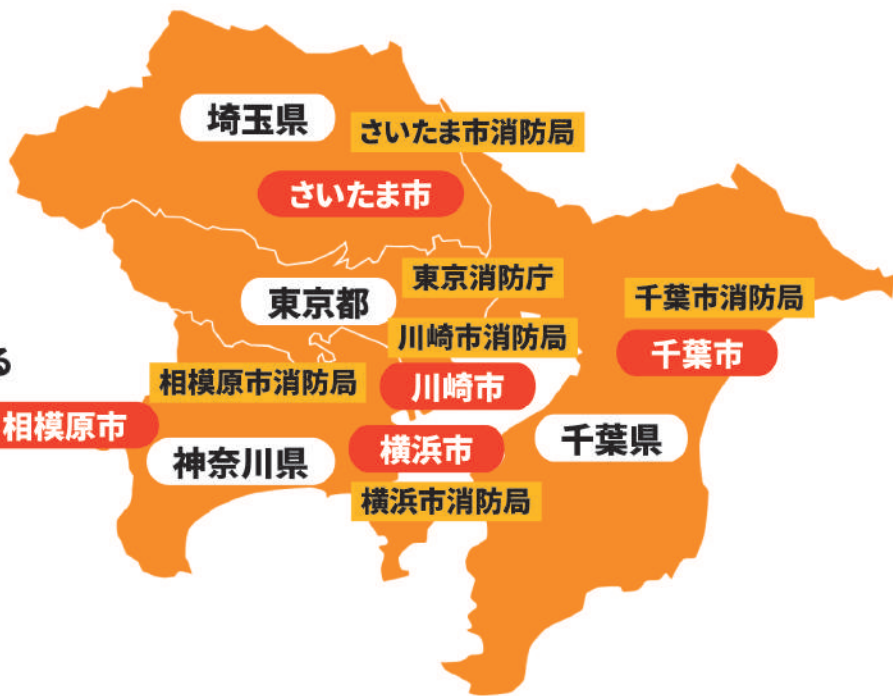 埼玉県
さいたま市消防局
さいたま市
東京消防庁
東京都
千葉市消防局
川崎市消防局
千葉市
る
相模原市消防局
川崎市
相模原市
千葉県
横浜市
神奈川県
横浜市消防局